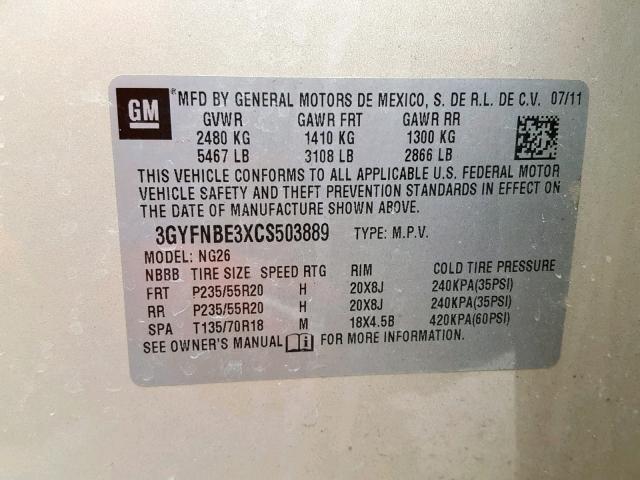 GM ® MFD BY GENERAL MOTORS DE MEXICO, S. DE R.L. DE C.V. 07/11
GVWR GAWR FRT GAWR RR
2480 KG 1410 KG 1300 KG
5467 LB 3108 LB 2866 LB
THIS VEHICLE CONFORMS TO ALL APPLICABLE U.S. FEDERAL MOTOR
VEHICLE SAFETY AND THEFT PREVENTION STANDARDS IN EFFECT ON
THE DATE OF MANUFACTURE SHOWN ABOVE.
3GYFNBE3XCS503889 TYPE: M.P.V.
MODEL: NG26
NBBB TIRE SIZE SPEED RTG RIM COLD TIRE PRESSURE
FRT P235/55R20 H 20X8J 240KPA(35PSI)
RR P235/55R20 H 20X8J 240KPA(35PSI)
SPA T135/70R18 M 18X4.5B 420KPA(60PSI)
SEE OWNER'S MANUAL i FOR MORE INFORMATION.